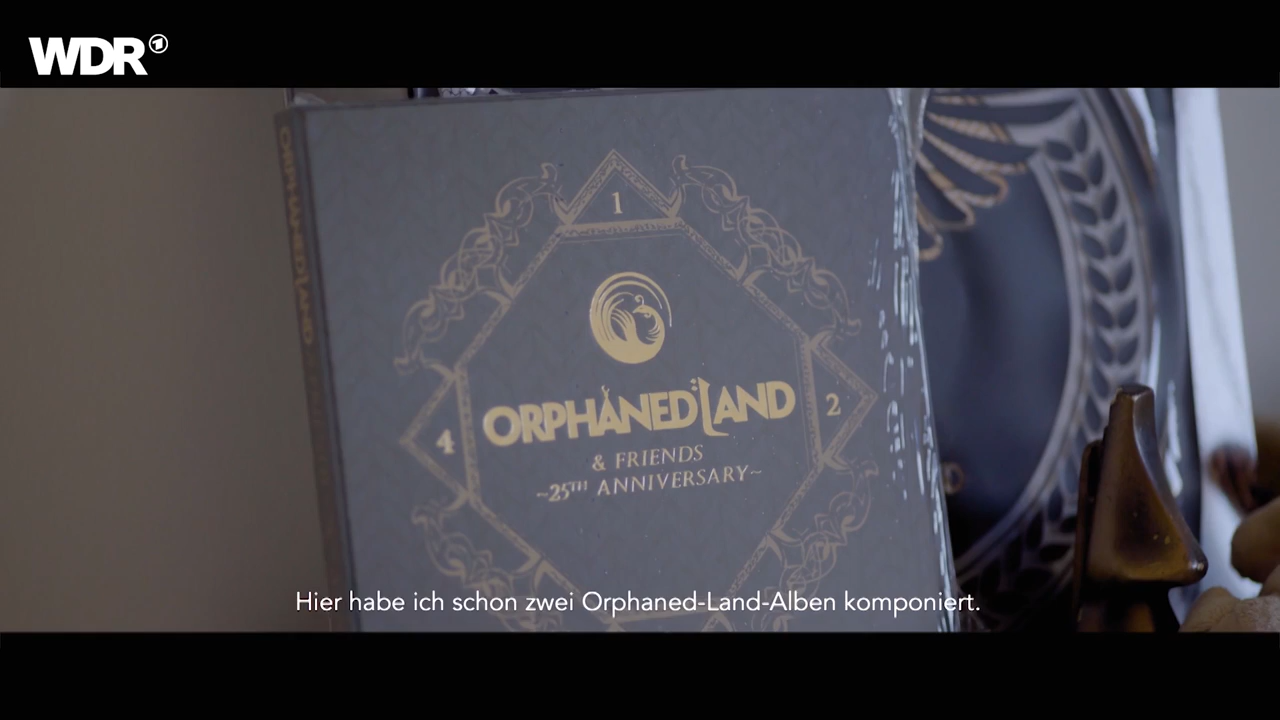 WDR
ORPHANED LAND
1
ORPHANED LAND
4
2
& FRIENDS
~25TH ANNIVERSARY~
Hier habe ich schon zwei Orphaned-Land-Alben komponiert.